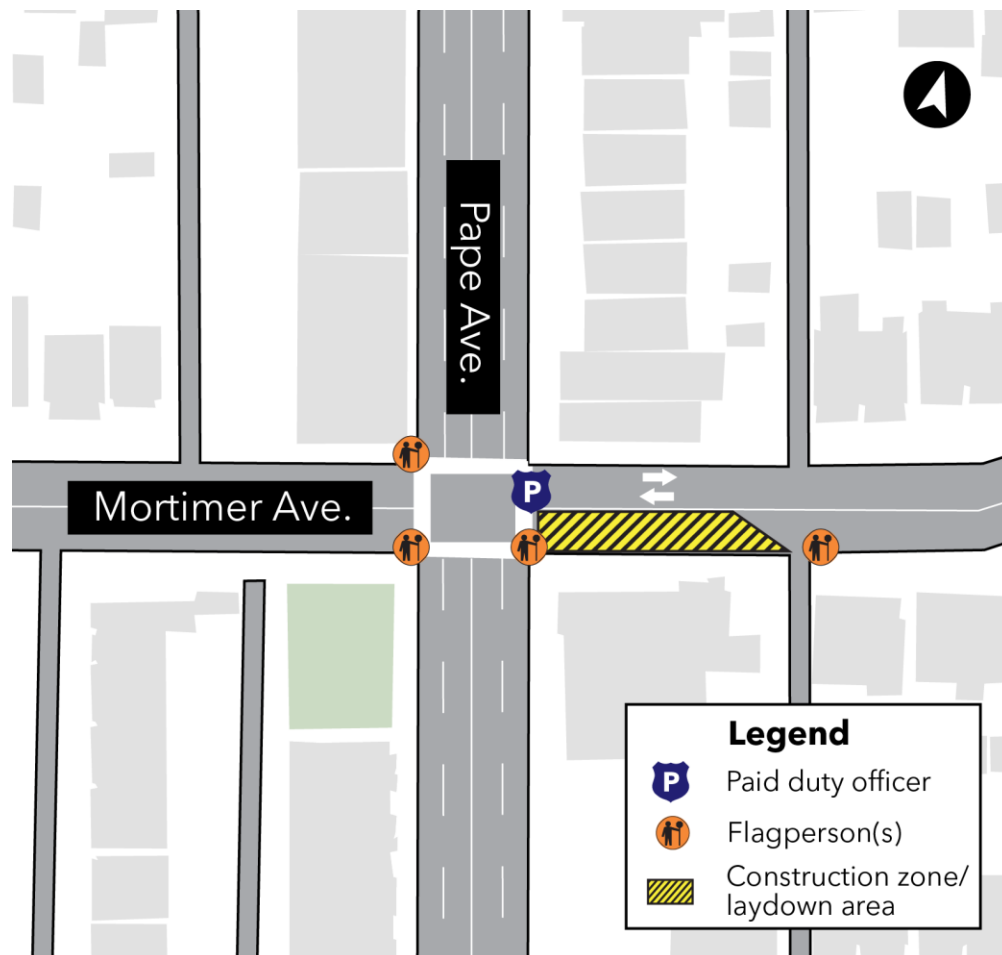 Pape Ave.
Mortimer Ave.
P
Legend
P
Paid duty officer
Flagperson(s)
Construction zone/
laydown area